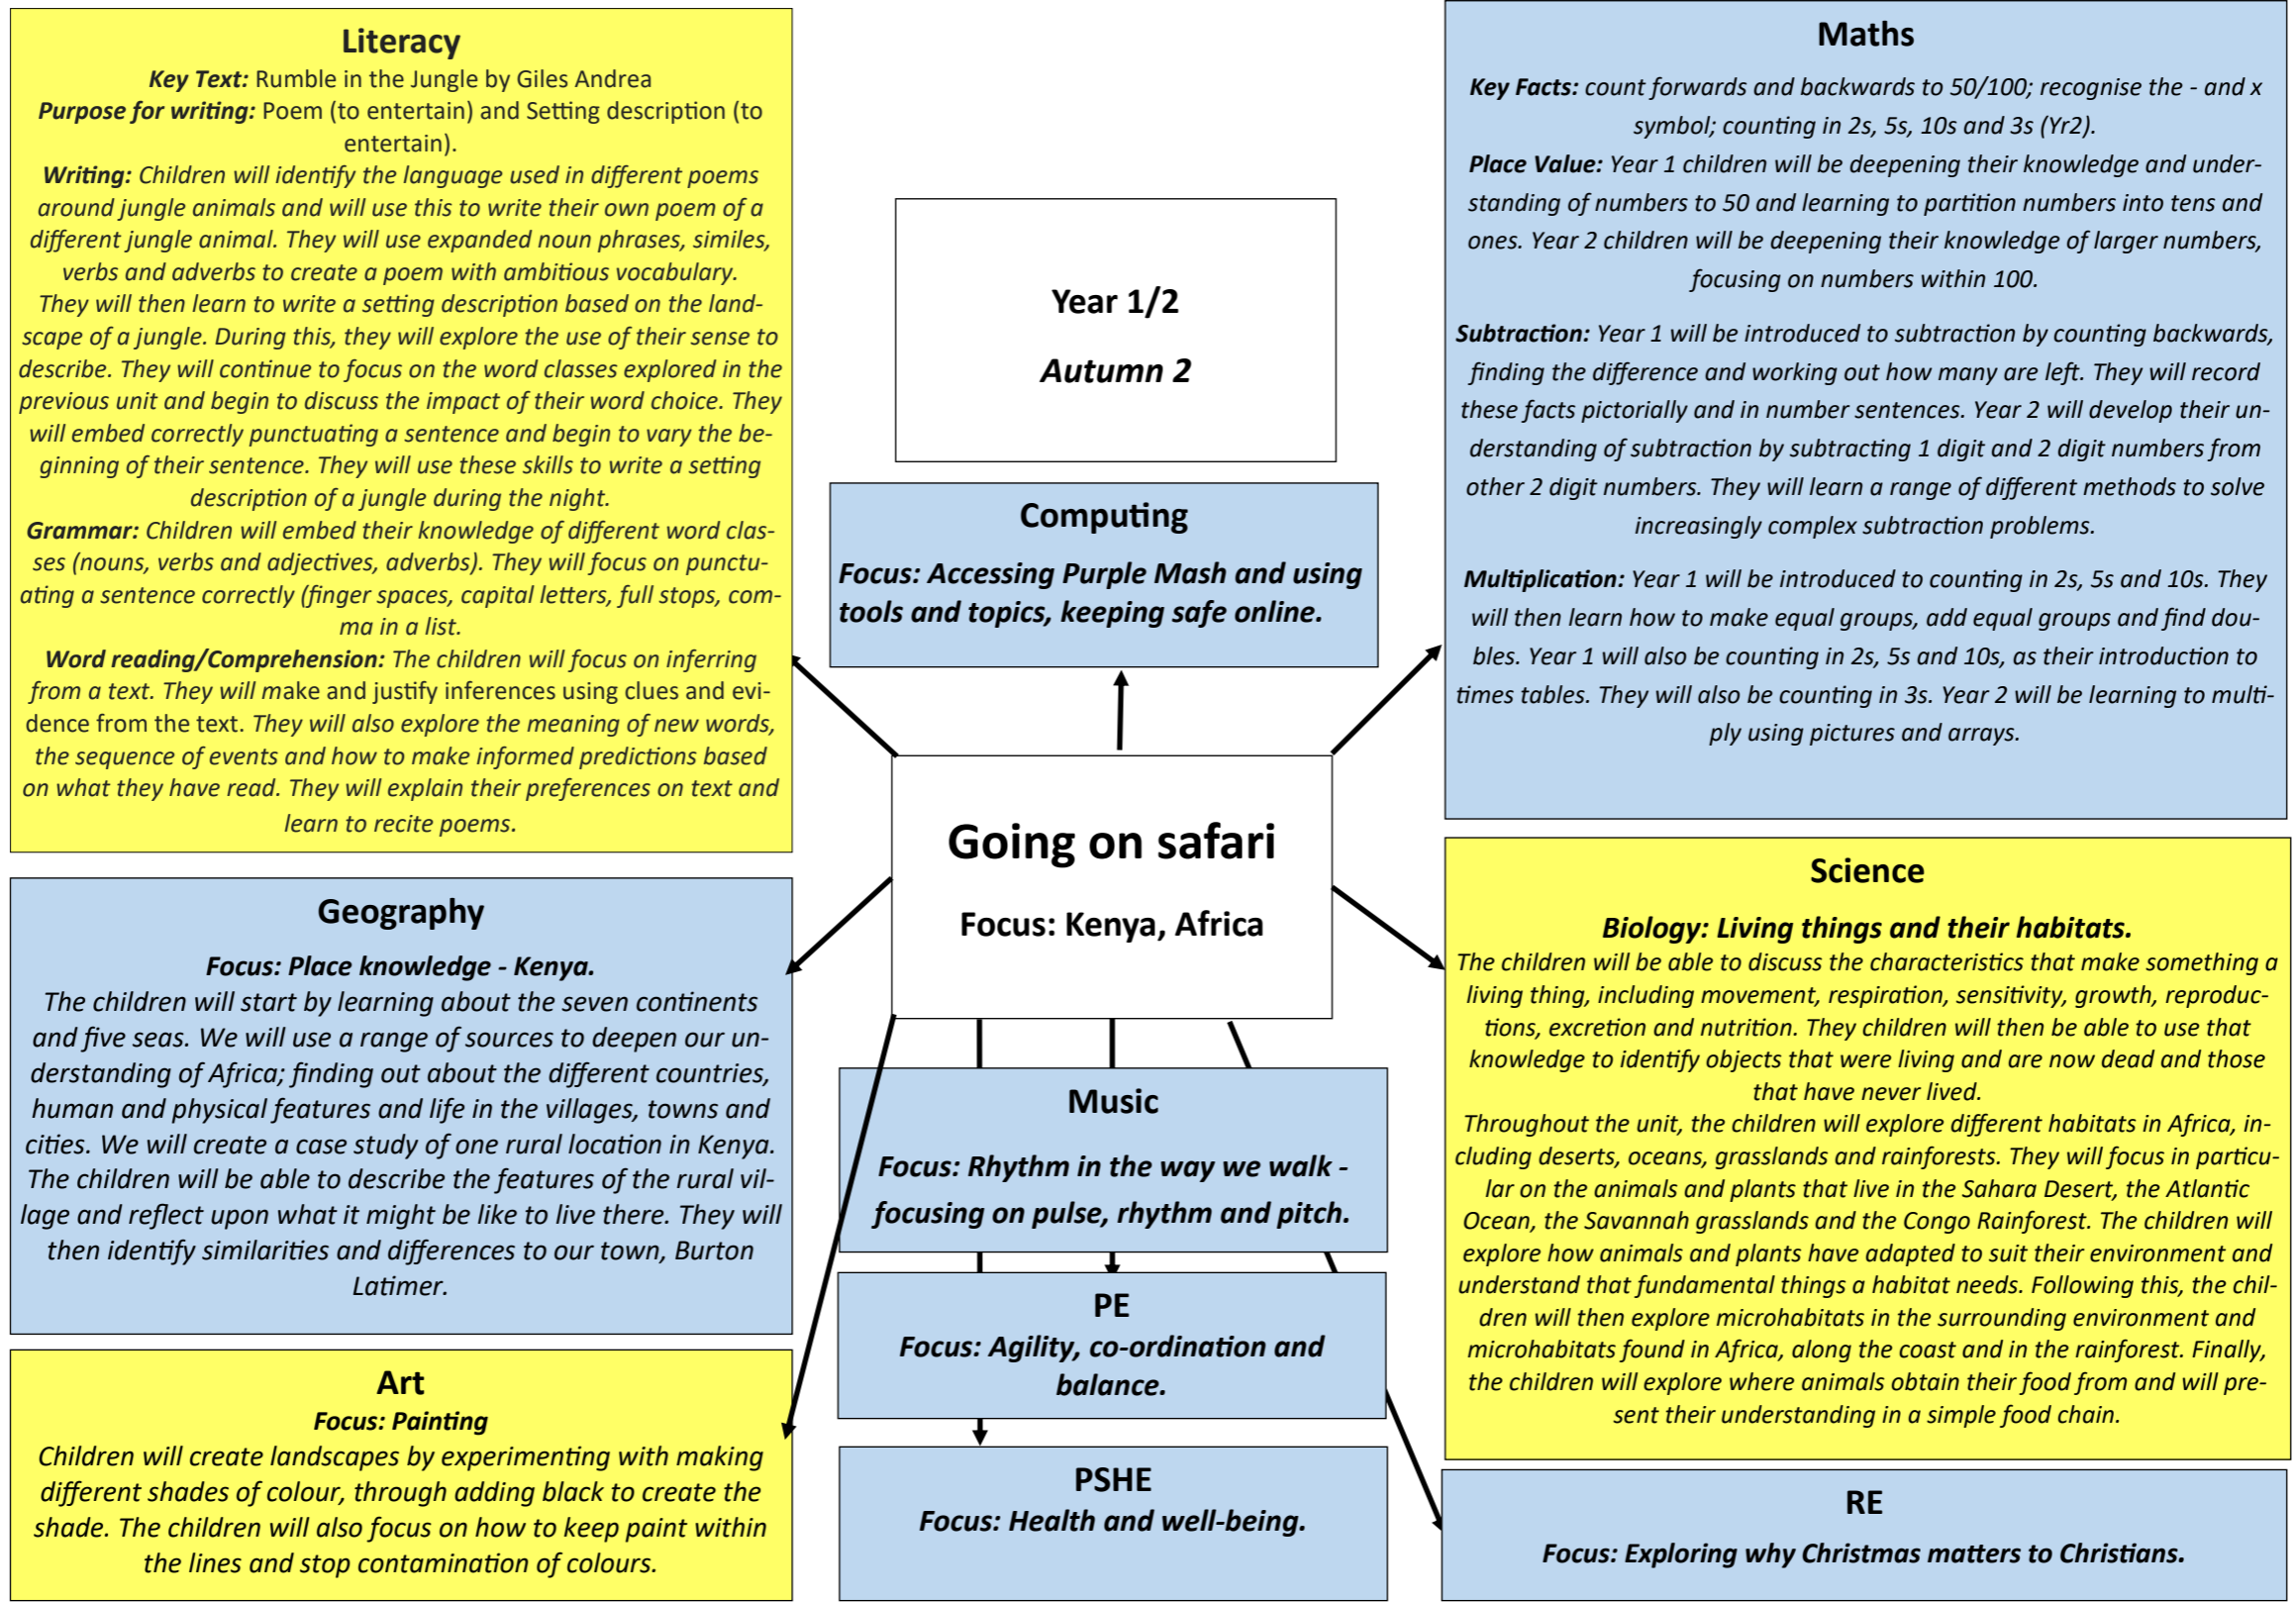 Literacy
Key Text: Rumble in the Jungle by Giles Andrea
Purpose for writing: Poem (to entertain) and Setting description (to
entertain).
Writing: Children will identify the language used in different poems
around jungle animals and will use this to write their own poem of a
different jungle animal. They will use expanded noun phrases, similes,
verbs and adverbs to create a poem with ambitious vocabulary.
They will then learn to write a setting description based on the land-
scape of a jungle. During this, they will explore the use of their sense to
describe. They will continue to focus on the word classes explored in the
previous unit and begin to discuss the impact of their word choice. They
will embed correctly punctuating a sentence and begin to vary the be-
ginning of their sentence. They will use these skills to write a setting
description of a jungle during the night.
Grammar: Children will embed their knowledge of different word clas-
ses (nouns, verbs and adjectives, adverbs). They will focus on punctu-
ating a sentence correctly (finger spaces, capital letters, full stops, com-
ma in a list.
Word reading/Comprehension: The children will focus on inferring
from a text. They will make and justify inferences using clues and evi-
dence from the text. They will also explore the meaning of new words,
the sequence of events and how to make informed predictions based
on what they have read. They will explain their preferences on text and
learn to recite poems.
Geography
Focus: Place knowledge - Kenya.
The children will start by learning about the seven continents
and five seas. We will use a range of sources to deepen our un-
derstanding of Africa; finding out about the different countries,
human and physical features and life in the villages, towns and
cities. We will create a case study of one rural location in Kenya.
The children will be able to describe the features of the rural vil-
lage and reflect upon what it might be like to live there. They will
then identify similarities and differences to our town, Burton
Latimer.
Art
Focus: Painting
Children will create landscapes by experimenting with making
different shades of colour, through adding black to create the
shade. The children will also focus on how to keep paint within
the lines and stop contamination of colours.
Year 1/2
Autumn 2
Computing
Focus: Accessing Purple Mash and using
tools and topics, keeping safe online.
Going on safari
Focus: Kenya, Africa
Music
Focus: Rhythm in the way we walk -
focusing on pulse, rhythm and pitch.
PE
Focus: Agility, co-ordination and
balance.
PSHE
Focus: Health and well-being.
Maths
Key Facts: count forwards and backwards to 50/100; recognise the - and x
symbol; counting in 2s, 5s, 10s and 3s (Yr2).
Place Value: Year 1 children will be deepening their knowledge and under-
standing of numbers to 50 and learning to partition numbers into tens and
ones. Year 2 children will be deepening their knowledge of larger numbers,
focusing on numbers within 100.
Subtraction: Year 1 will be introduced to subtraction by counting backwards,
finding the difference and working out how many are left. They will record
these facts pictorially and in number sentences. Year 2 will develop their un-
derstanding of subtraction by subtracting 1 digit and 2 digit numbers from
other 2 digit numbers. They will learn a range of different methods to solve
increasingly complex subtraction problems.
Multiplication: Year 1 will be introduced to counting in 2s, 5s and 10s. They
will then learn how to make equal groups, add equal groups and find dou-
bles. Year 1 will also be counting in 2s, 5s and 10s, as their introduction to
times tables. They will also be counting in 3s. Year 2 will be learning to multi-
ply using pictures and arrays.
Science
Biology: Living things and their habitats.
The children will be able to discuss the characteristics that make something a
living thing, including movement, respiration, sensitivity, growth, reproduc-
tions, excretion and nutrition. They children will then be able to use that
knowledge to identify objects that were living and are now dead and those
that have never lived.
Throughout the unit, the children will explore different habitats in Africa, in-
cluding deserts, oceans, grasslands and rainforests. They will focus in particu-
lar on the animals and plants that live in the Sahara Desert, the Atlantic
Ocean, the Savannah grasslands and the Congo Rainforest. The children will
explore how animals and plants have adapted to suit their environment and
understand that fundamental things a habitat needs. Following this, the chil-
dren will then explore microhabitats in the surrounding environment and
microhabitats found in Africa, along the coast and in the rainforest. Finally,
the children will explore where animals obtain their food from and will pre-
sent their understanding in a simple food chain.
RE
Focus: Exploring why Christmas matters to Christians.